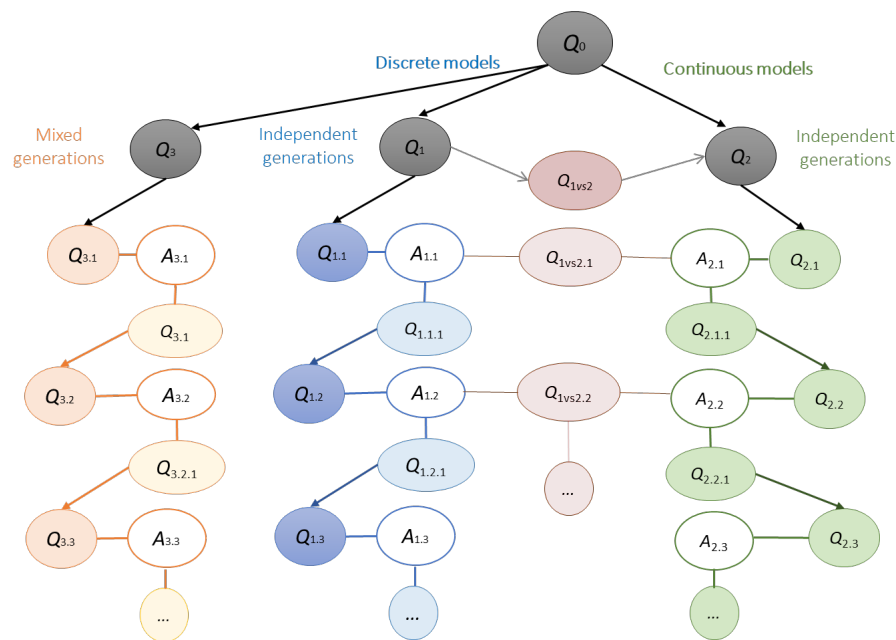 Q0
Discrete models
Continuous models
Mixed
generations
Q3
Independent
generations
Q1
Q1vs2
Q2
Independent
generations
Q3.1
A3.1
Q1.1
A1.1
Q1vs2.1
A2.1
Q2.1
Q3.1
Q1.1.1
Q2.1.1
Q3.2
A3.2
Q1.2
A1.2
Q1vs2.2
A2.2
Q2.2
Q3.2.1
Q1.2.1
Q2.2.1
...
Q3.3
A3.3
Q1.3
A1.3
A2.3
Q2.3
...
...
...